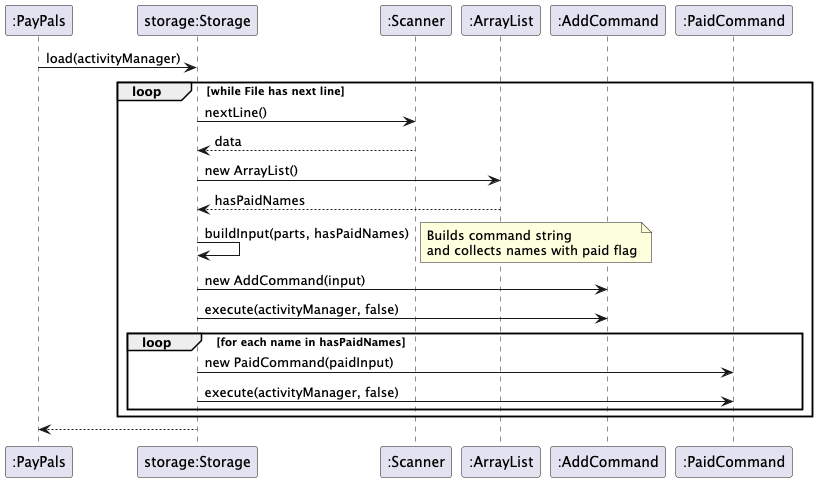 :PayPals
storage:Storage
:Scanner
:ArrayList
:AddCommand
:PaidCommand
load(activityManager)
loop
[while File has next line]
nextLine()
data
new ArrayList()
hasPaidNames
buildInput(parts, hasPaidNames)
Builds command string
and collects names with paid flag
new AddCommand(input)
execute(activityManager, false)
loop
[for each name in hasPaidNames]
new PaidCommand(paidInput)
execute(activityManager, false)
:PayPals
storage:Storage
:Scanner
:ArrayList
:AddCommand
:PaidCommand